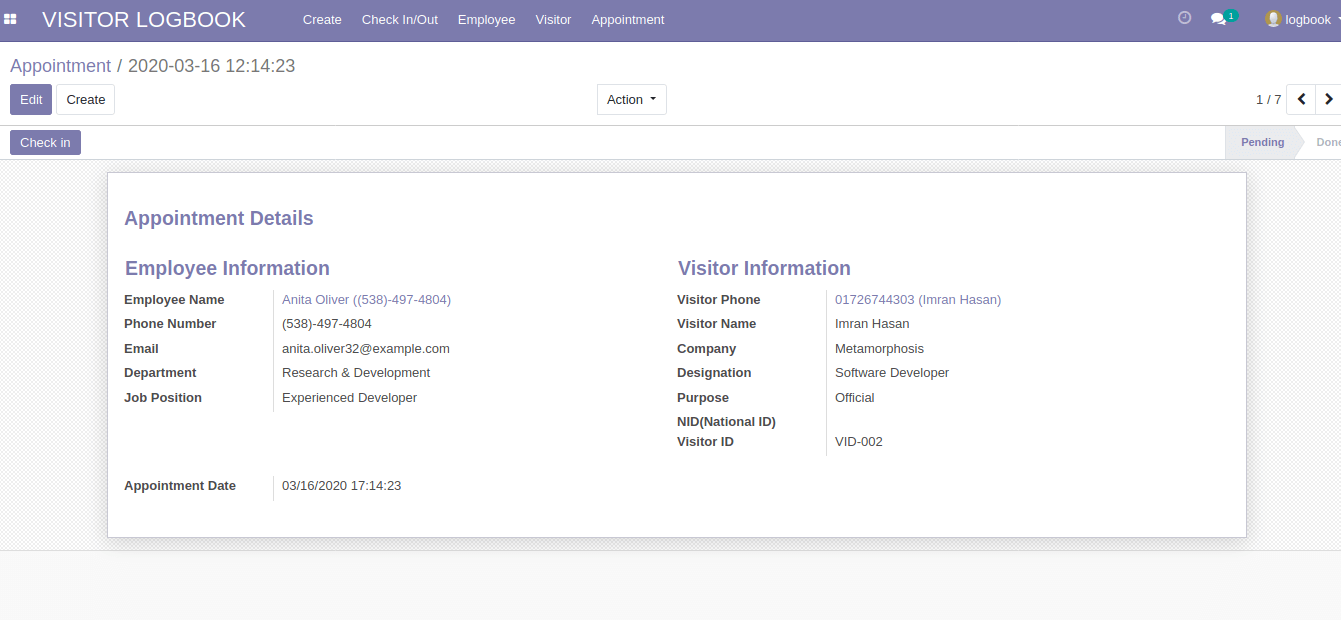 VISITOR LOGBOOK Create Check In/Out Employee Visitor Appointment 1 logbook
Appointment / 2020-03-16 12:14:23
Edit Create Action 1 / 7
Check in Pending Done
Appointment Details
Employee Information
Employee Name Anita Oliver ((538)-497-4804)
Phone Number (538)-497-4804
Email anita.oliver32@example.com
Department Research & Development
Job Position Experienced Developer
Visitor Information
Visitor Phone 01726744303 (Imran Hasan)
Visitor Name Imran Hasan
Company Metamorphosis
Designation Software Developer
Purpose Official
NID(National ID)
Visitor ID VID-002
Appointment Date 03/16/2020 17:14:23